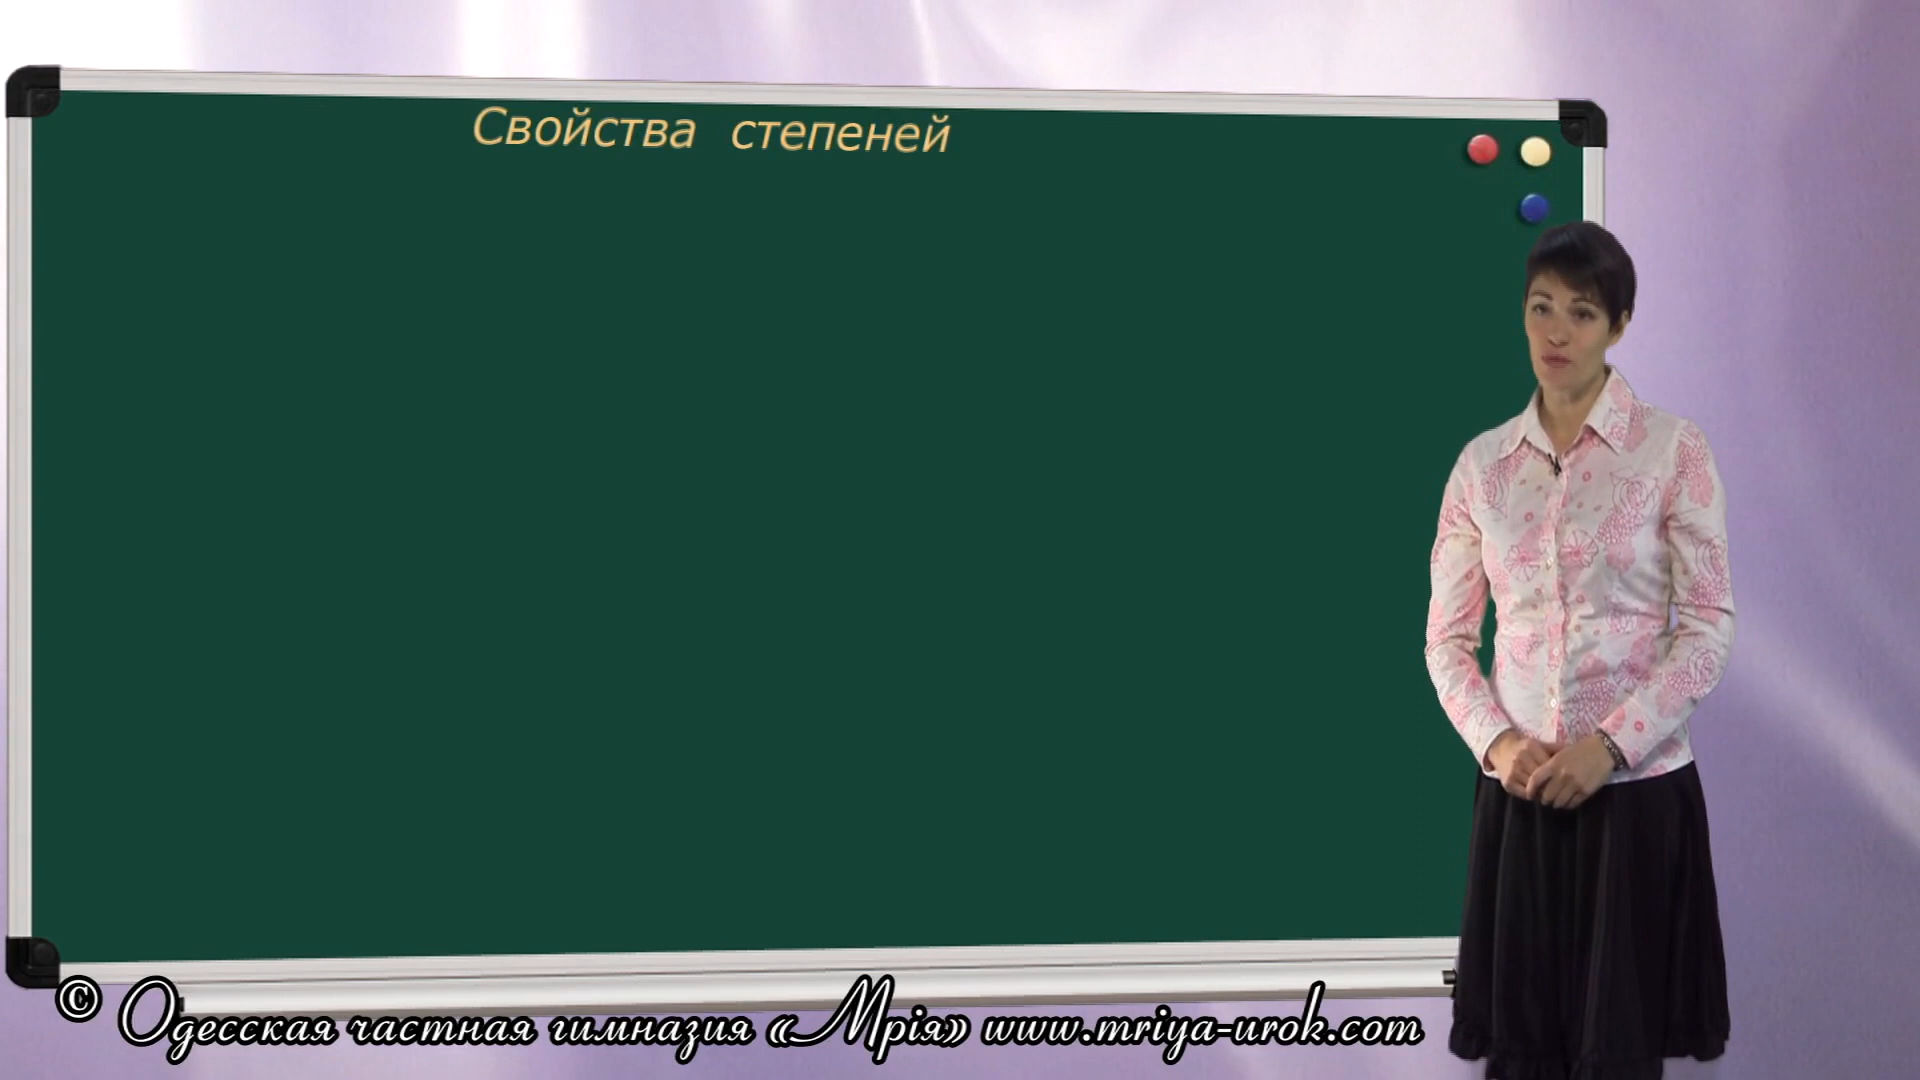 Свойства степеней
© Одесская частная гимназия «Мрія» www.mriya-urok.com